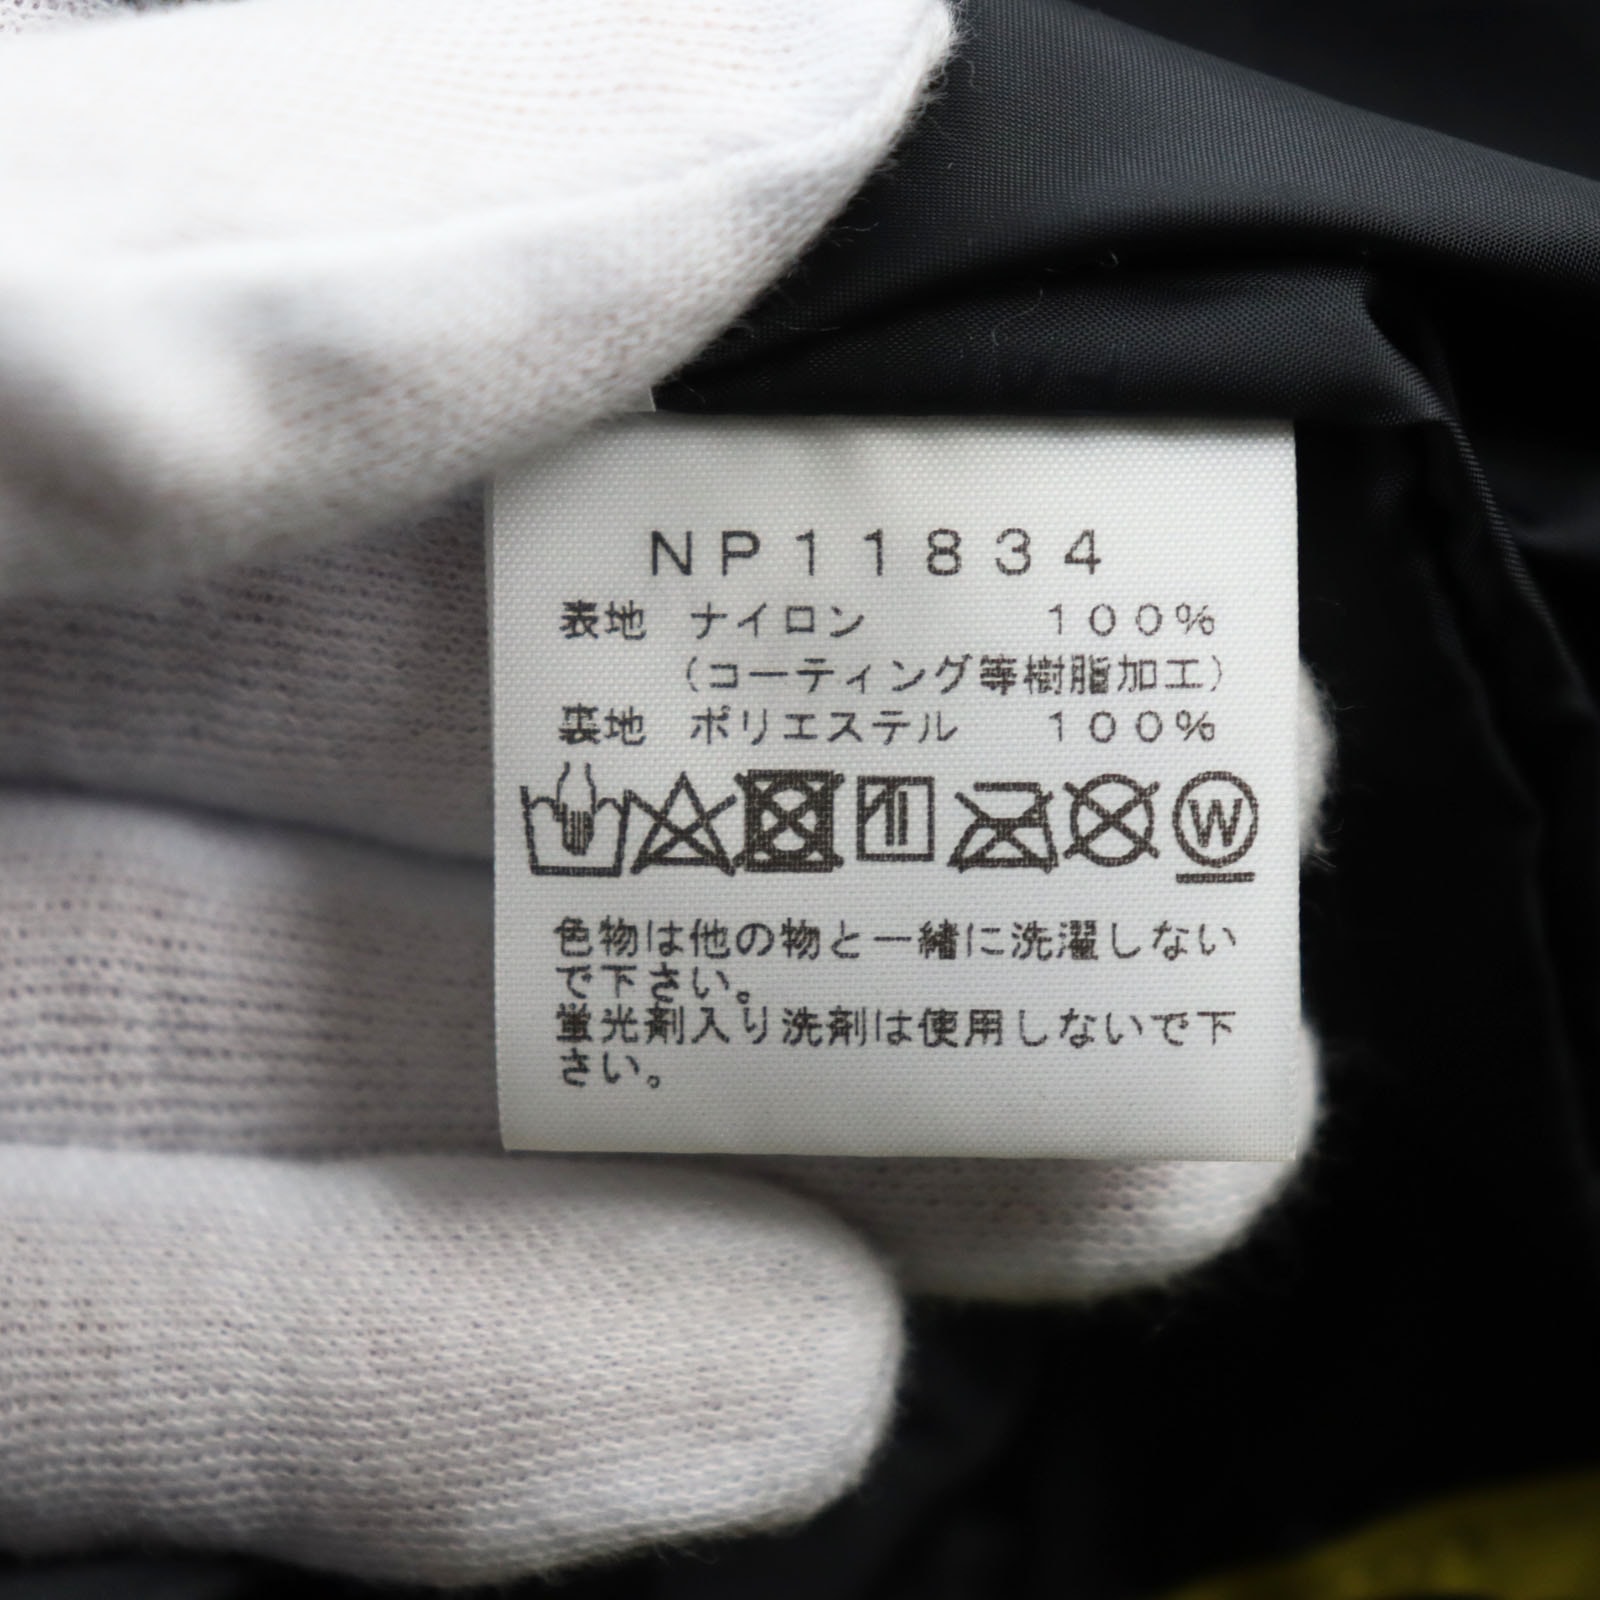 NP11834
表地 ナイロン 100%
(コーティング等樹脂加工)
裏地 ポリエステル 100%
W
色物は他の物と一緒に洗濯しない
で下さい。
蛍光剤入り洗剤は使用しないで下
さい。